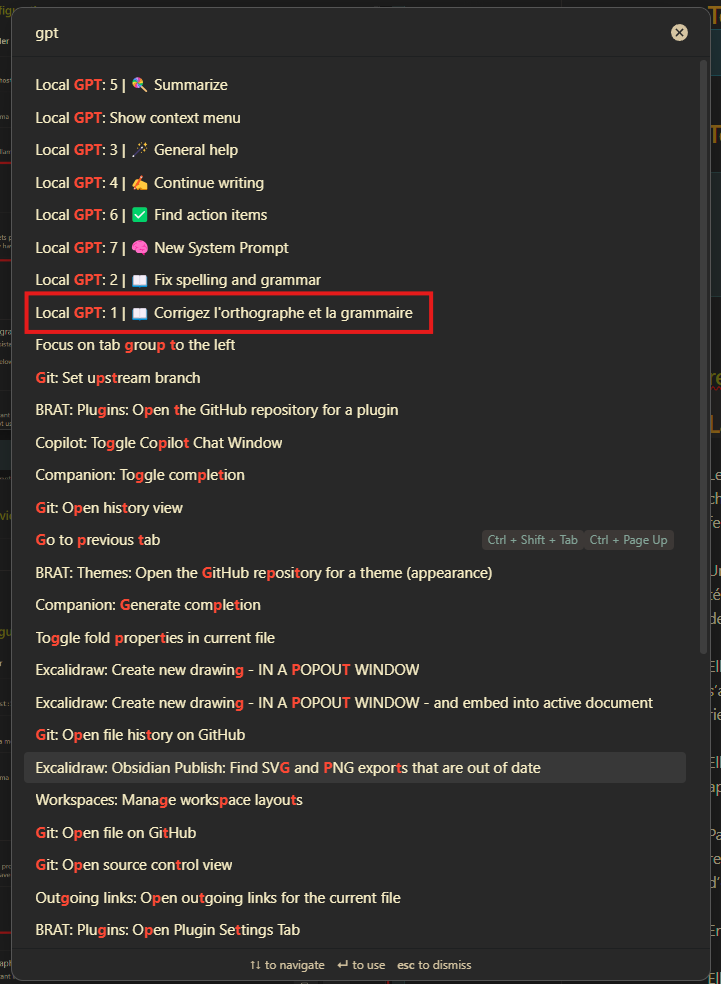 gpt
Local GPT: 5 | 🍭 Summarize
Local GPT: Show context menu
Local GPT: 3 | 🪄 General help
Local GPT: 4 | ✍️ Continue writing
Local GPT: 6 | ✅ Find action items
Local GPT: 7 | 🧠 New System Prompt
Local GPT: 2 | 📖 Fix spelling and grammar
Local GPT: 1 | 📖 Corrigez l'orthographe et la grammaire
Focus on tab group to the left
Git: Set upstream branch
BRAT: Plugins: Open the GitHub repository for a plugin
Copilot: Toggle Copilot Chat Window
Companion: Toggle completion
Git: Open history view
Go to previous tab Ctrl + Shift + Tab Ctrl + Page Up
BRAT: Themes: Open the GitHub repository for a theme (appearance)
Companion: Generate completion
Toggle fold properties in current file
Excalidraw: Create new drawing - IN A POPOUT WINDOW
Excalidraw: Create new drawing - IN A POPOUT WINDOW - and embed into active document
Git: Open file history on GitHub
Excalidraw: Obsidian Publish: Find SVG and PNG exports that are out of date
Workspaces: Manage workspace layouts
Git: Open file on GitHub
Git: Open source control view
Outgoing links: Open outgoing links for the current file
BRAT: Plugins: Open Plugin Settings Tab
↑↓ to navigate ↵ to use esc to dismiss